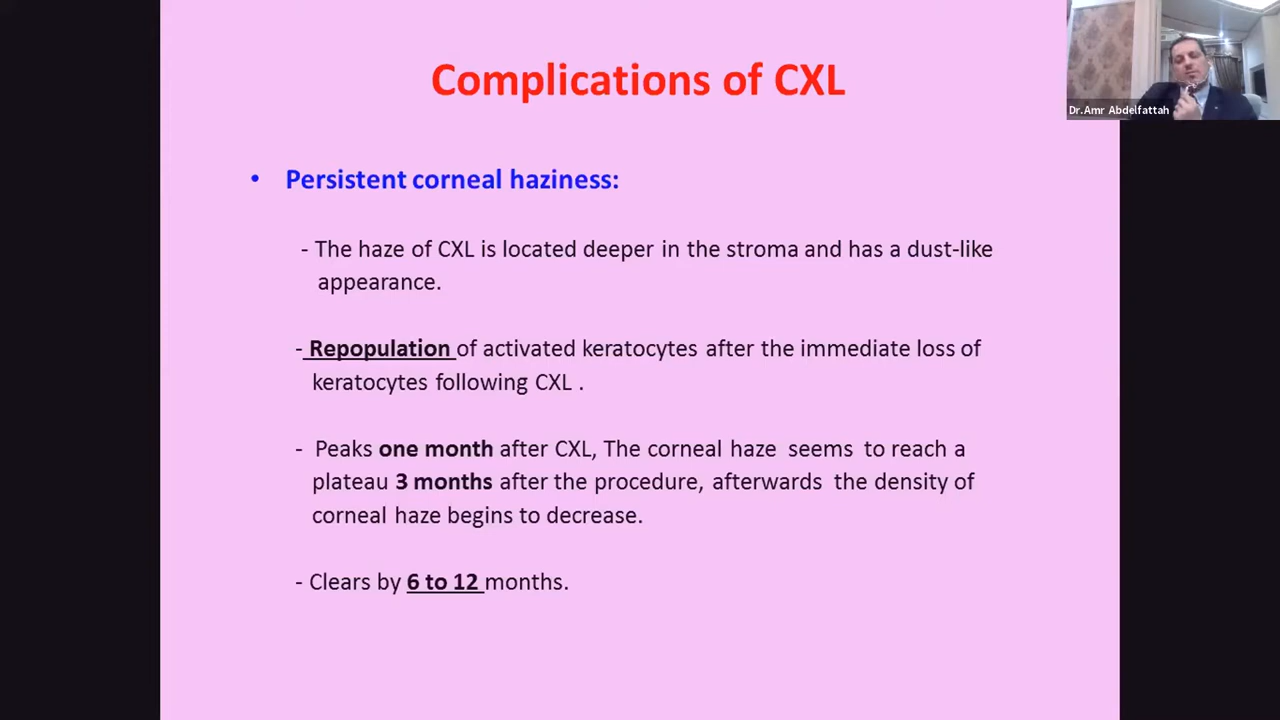 Complications of CXL
Dr.Amr Abdelfattah
• Persistent corneal haziness:
- The haze of CXL is located deeper in the stroma and has a dust-like
appearance.
- Repopulation of activated keratocytes after the immediate loss of
keratocytes following CXL .
- Peaks one month after CXL, The corneal haze seems to reach a
plateau 3 months after the procedure, afterwards the density of
corneal haze begins to decrease.
- Clears by 6 to 12 months.